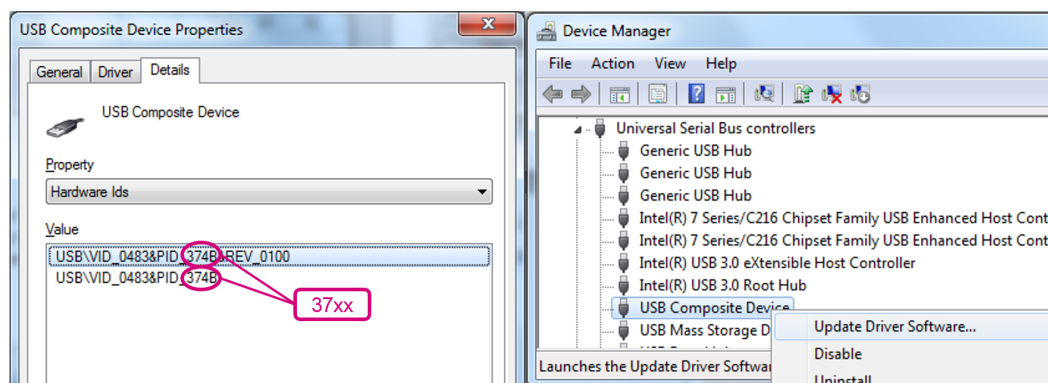 USB Composite Device Properties
General
Driver
Details
USB Composite Device
Property
Hardware Ids
Value
USB\VID_0483&PID_374B&REV_0100
USB\VID_0483&PID_374B
37xx
Device Manager
File Action View Help
Universal Serial Bus controllers
Generic USB Hub
Generic USB Hub
Generic USB Hub
Intel(R) 7 Series/C216 Chipset Family USB Enhanced Host Cont
Intel(R) 7 Series/C216 Chipset Family USB Enhanced Host Cont
Intel(R) USB 3.0 eXtensible Host Controller
Intel(R) USB 3.0 Root Hub
USB Composite Device
USB Mass Storage D
Update Driver Software...
Disable
Uninstall
Launches the Update Driver Softwar